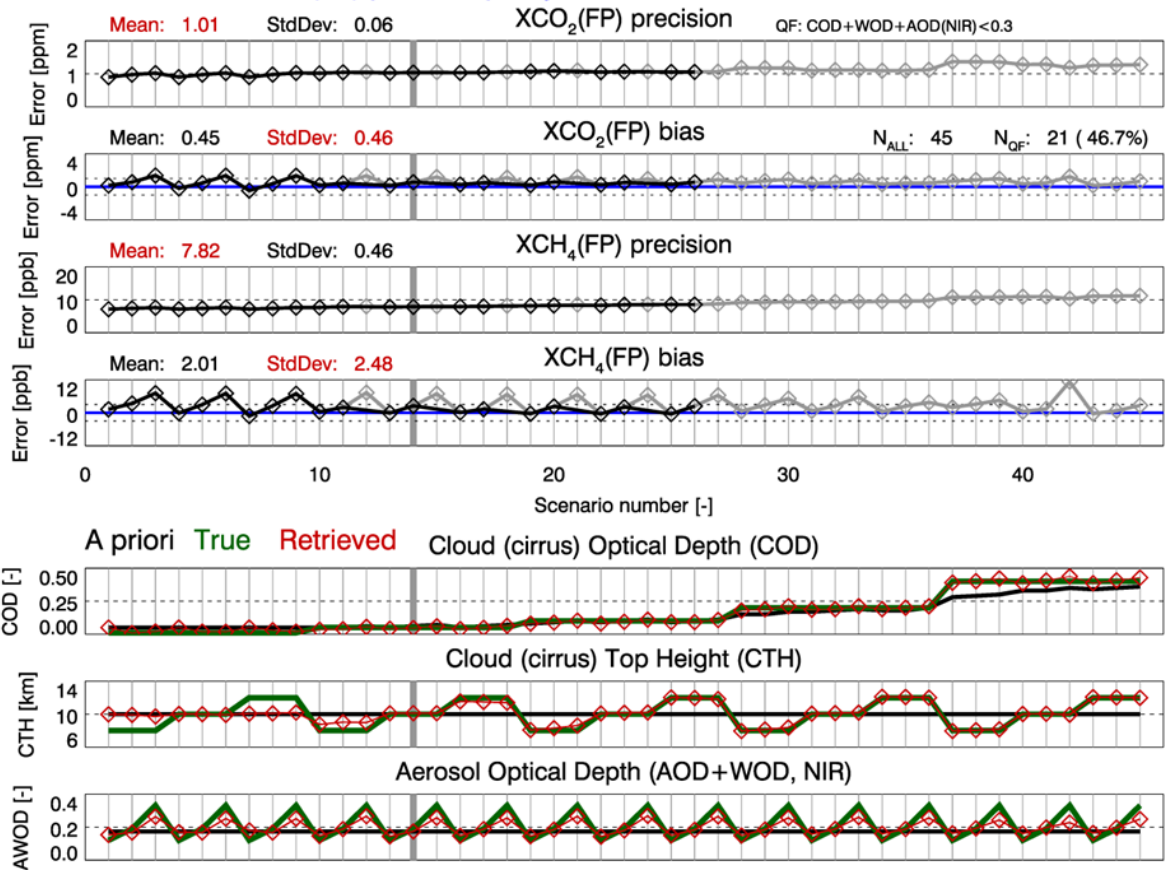 Mean: 1.01 StdDev: 0.06 XCO₂(FP) precision QF: COD+WOD+AOD(NIR)<0.3
Error [ppm]
2
1
0
Mean: 0.45 StdDev: 0.46 XCO₂(FP) bias N_ALL: 45 N_QF: 21 ( 46.7%)
Error [ppm]
4
0
-4
Mean: 7.82 StdDev: 0.46 XCH₄(FP) precision
Error [ppb]
20
10
0
Mean: 2.01 StdDev: 2.48 XCH₄(FP) bias
Error [ppb]
12
0
-12
0 10 20 30 40
Scenario number [-]
A priori True Retrieved Cloud (cirrus) Optical Depth (COD)
COD [-]
0.50
0.25
0.00
Cloud (cirrus) Top Height (CTH)
CTH [km]
14
10
6
Aerosol Optical Depth (AOD+WOD, NIR)
AWOD [-]
0.4
0.2
0.0